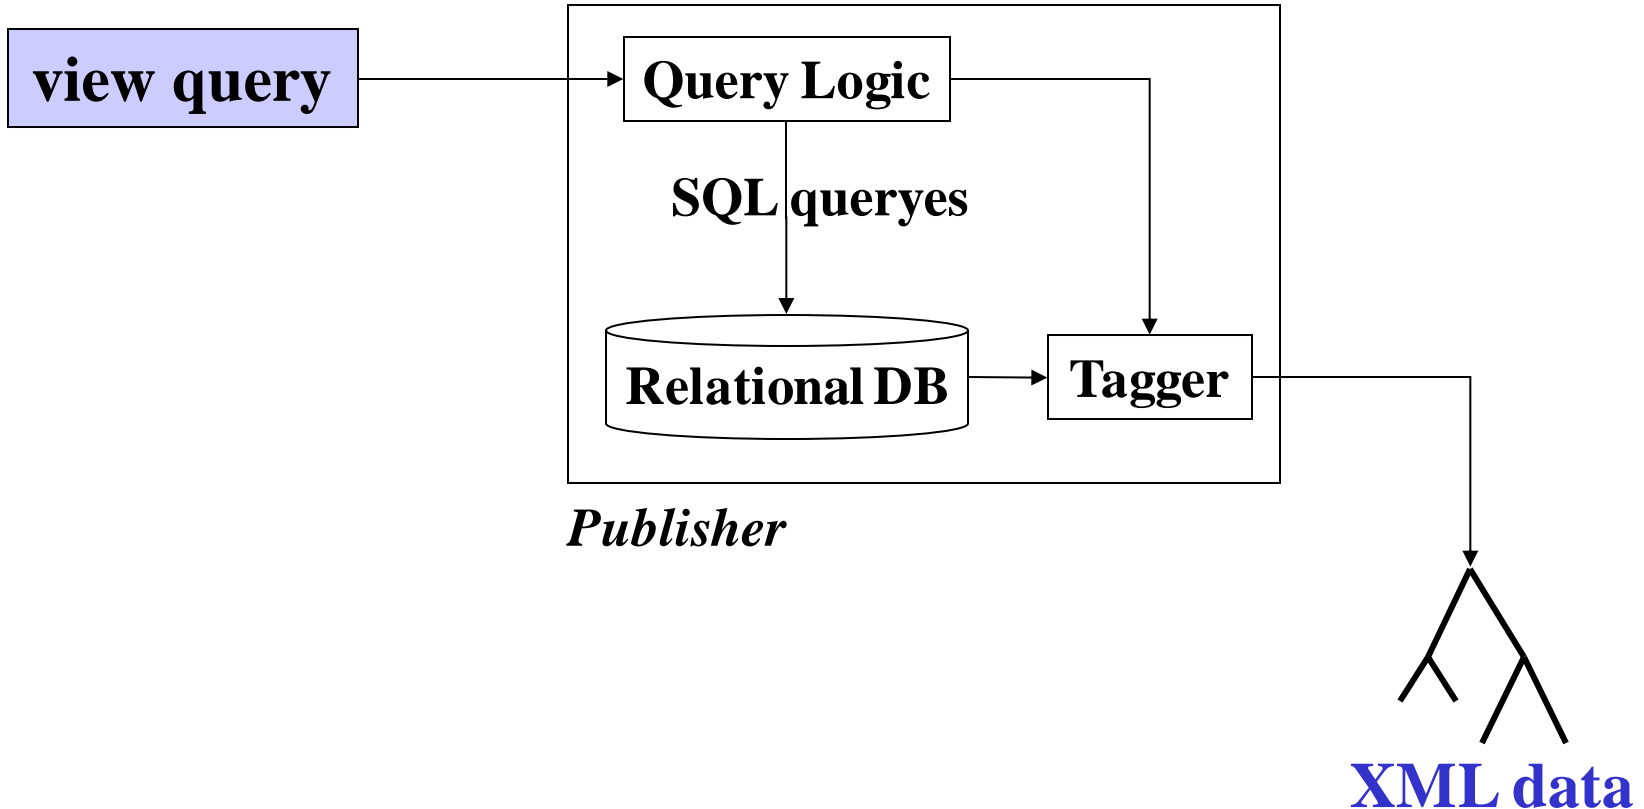 view query
Query Logic
SQL queryes
Relational DB
Tagger
Publisher
XML data